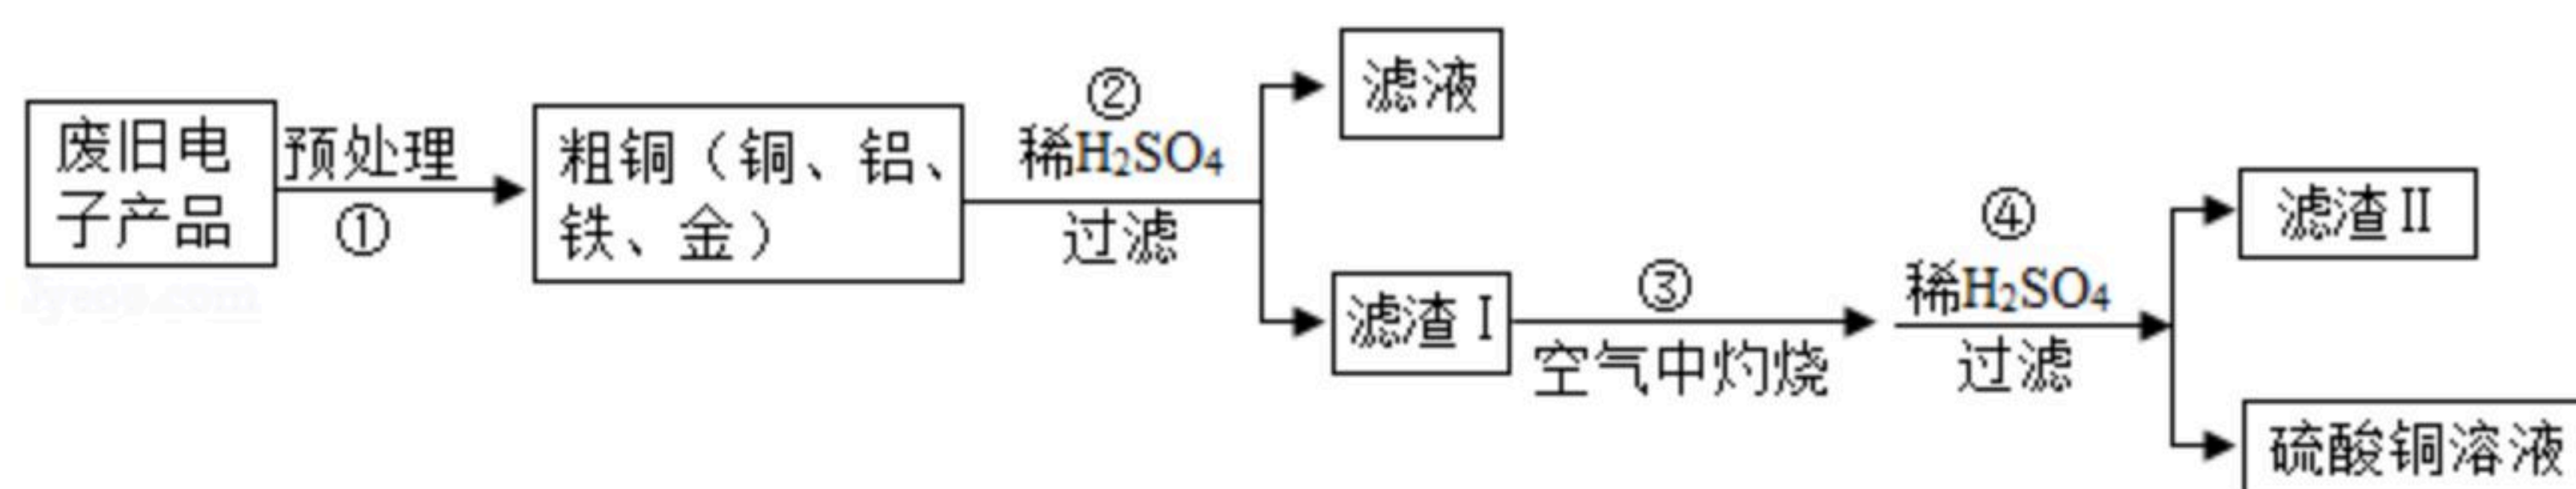 废旧电
子产品
预处理
①
粗铜（铜、铝、
铁、金）
②
稀H₂SO₄
过滤
滤液
滤渣Ⅰ
③
空气中灼烧
④
稀H₂SO₄
过滤
滤渣Ⅱ
硫酸铜溶液